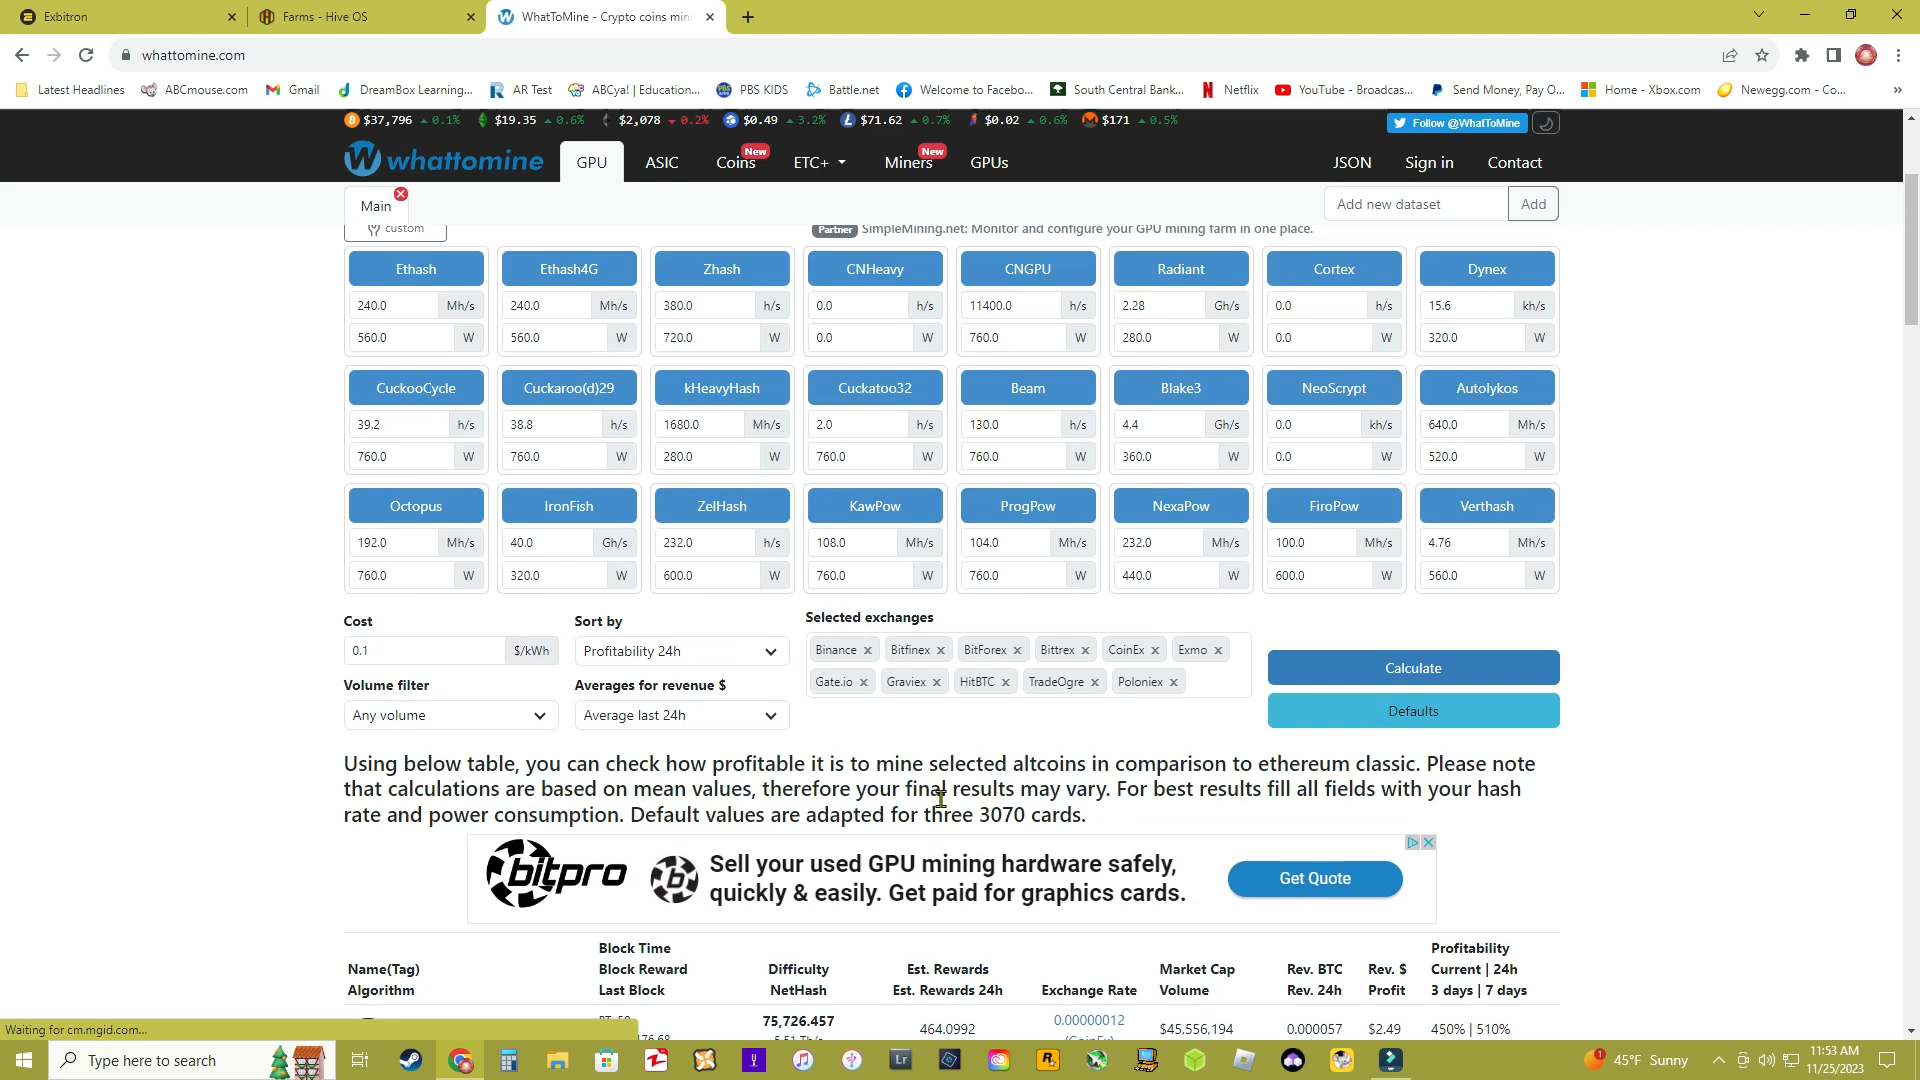 Exbitron
Farms - Hive OS
WhatToMine - Crypto coins min
whattomine.com
Latest Headlines
ABCmouse.com
Gmail
DreamBox Learning...
AR Test
ABCya! | Education...
PBS KIDS
Battle.net
Welcome to Facebo...
South Central Bank...
Netflix
YouTube - Broadcas...
Send Money, Pay O...
Home - Xbox.com
Newegg.com - Co...
$37,796 0.1% $19.35 0.6% $2,078 0.2% $0.49 3.2% $71.62 0.7% $0.02 0.6% $171 0.5%
Follow @WhatToMine
whattomine GPU ASIC Coins New ETC+ Miners New GPUs JSON Sign in Contact
Main
Add new dataset Add
custom
Partner SimpleMining.net: Monitor and configure your GPU mining farm in one place.
Ethash Ethash4G Zhash CNHeavy CNGPU Radiant Cortex Dynex
240.0 Mh/s 240.0 Mh/s 380.0 h/s 0.0 h/s 11400.0 h/s 2.28 Gh/s 0.0 h/s 15.6 kh/s
560.0 W 560.0 W 720.0 W 0.0 W 760.0 W 280.0 W 0.0 W 320.0 W
CuckooCycle Cuckaroo(d)29 kHeavyHash Cuckatoo32 Beam Blake3 NeoScrypt Autolykos
39.2 h/s 38.8 h/s 1680.0 Mh/s 2.0 h/s 130.0 h/s 4.4 Gh/s 0.0 kh/s 640.0 Mh/s
760.0 W 760.0 W 280.0 W 760.0 W 760.0 W 360.0 W 0.0 W 520.0 W
Octopus IronFish ZelHash KawPow ProgPow NexaPow FiroPow Verthash
192.0 Mh/s 40.0 Gh/s 232.0 h/s 108.0 Mh/s 104.0 Mh/s 232.0 Mh/s 100.0 Mh/s 4.76 Mh/s
760.0 W 320.0 W 600.0 W 760.0 W 760.0 W 440.0 W 600.0 W 560.0 W
Cost Sort by Selected exchanges
0.1 $/kWh Profitability 24h Binance Bitfinex BitForex Bittrex CoinEx Exmo
Gate.io Graviex HitBTC TradeOgre Poloniex
Calculate
Volume filter Averages for revenue $
Any volume Average last 24h
Defaults
Using below table, you can check how profitable it is to mine selected altcoins in comparison to ethereum classic. Please note
that calculations are based on mean values, therefore your final results may vary. For best results fill all fields with your hash
rate and power consumption. Default values are adapted for three 3070 cards.
bitpro
Sell your used GPU mining hardware safely,
quickly & easily. Get paid for graphics cards.
Get Quote
Block Time Profitability
Name(Tag) Block Reward Difficulty Est. Rewards Market Cap Rev. BTC Rev. $ Current | 24h
Algorithm Last Block NetHash Est. Rewards 24h Exchange Rate Volume Rev. 24h Profit 3 days | 7 days
75,726.457 464.0992 0.00000012 $45,556,194 0.000057 $2.49 450% | 510%
Waiting for cm.mgid.com...
Type here to search
45°F Sunny
11:53 AM
11/25/2023